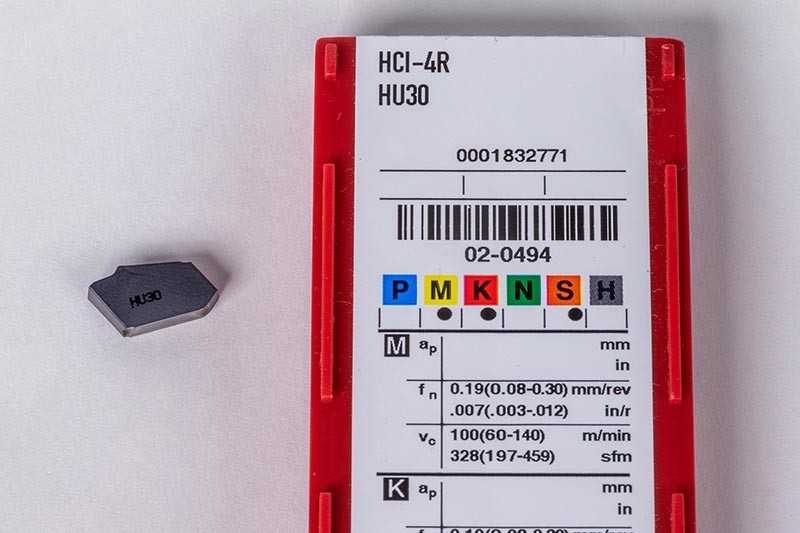 HCI-4R
HU30
0001832771
02-0494
P M K N S H
M ap mm
in
fn 0.19(0.08-0.30) mm/rev
.007(.003-.012) in/r
vc 100(60-140) m/min
328(197-459) sfm
K ap mm
in
HU30